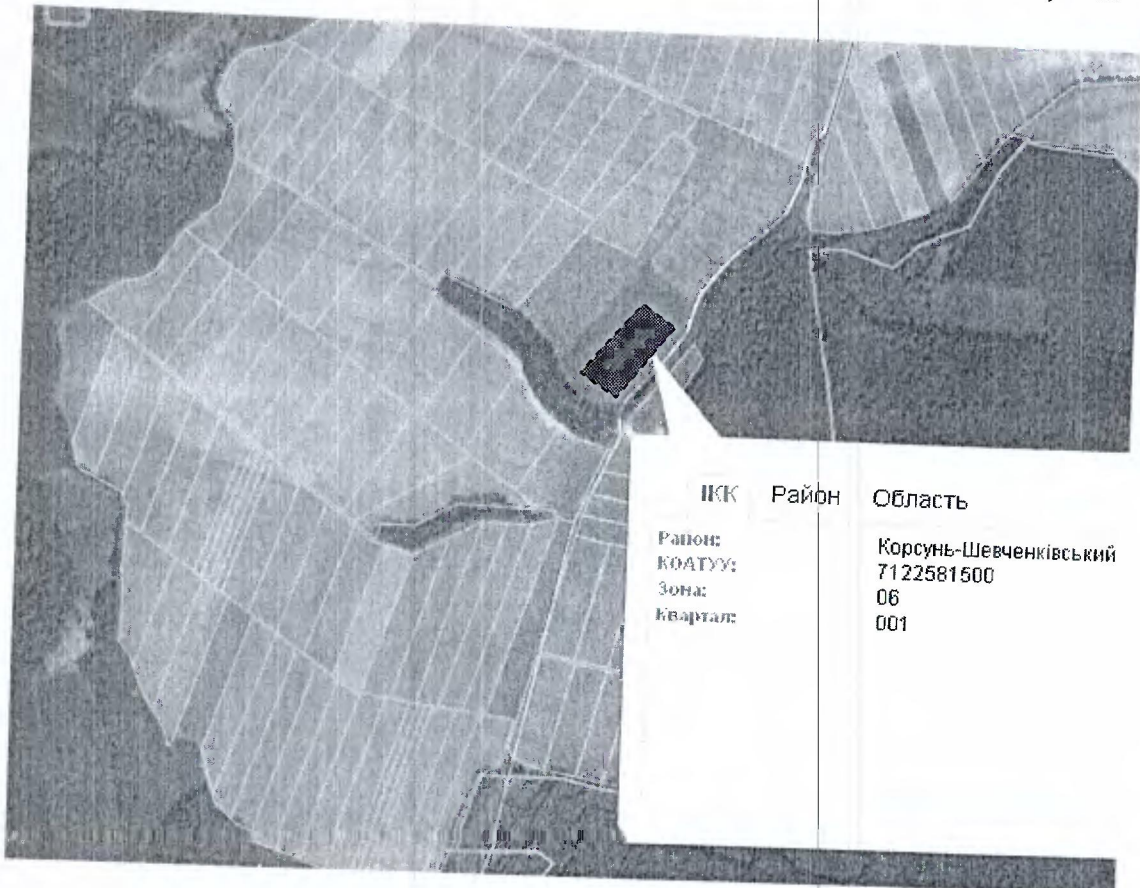 ІКК Район Область
Район: Корсунь-Шевченківський
КОАТУУ: 7122581500
Зона: 06
Квартал: 001